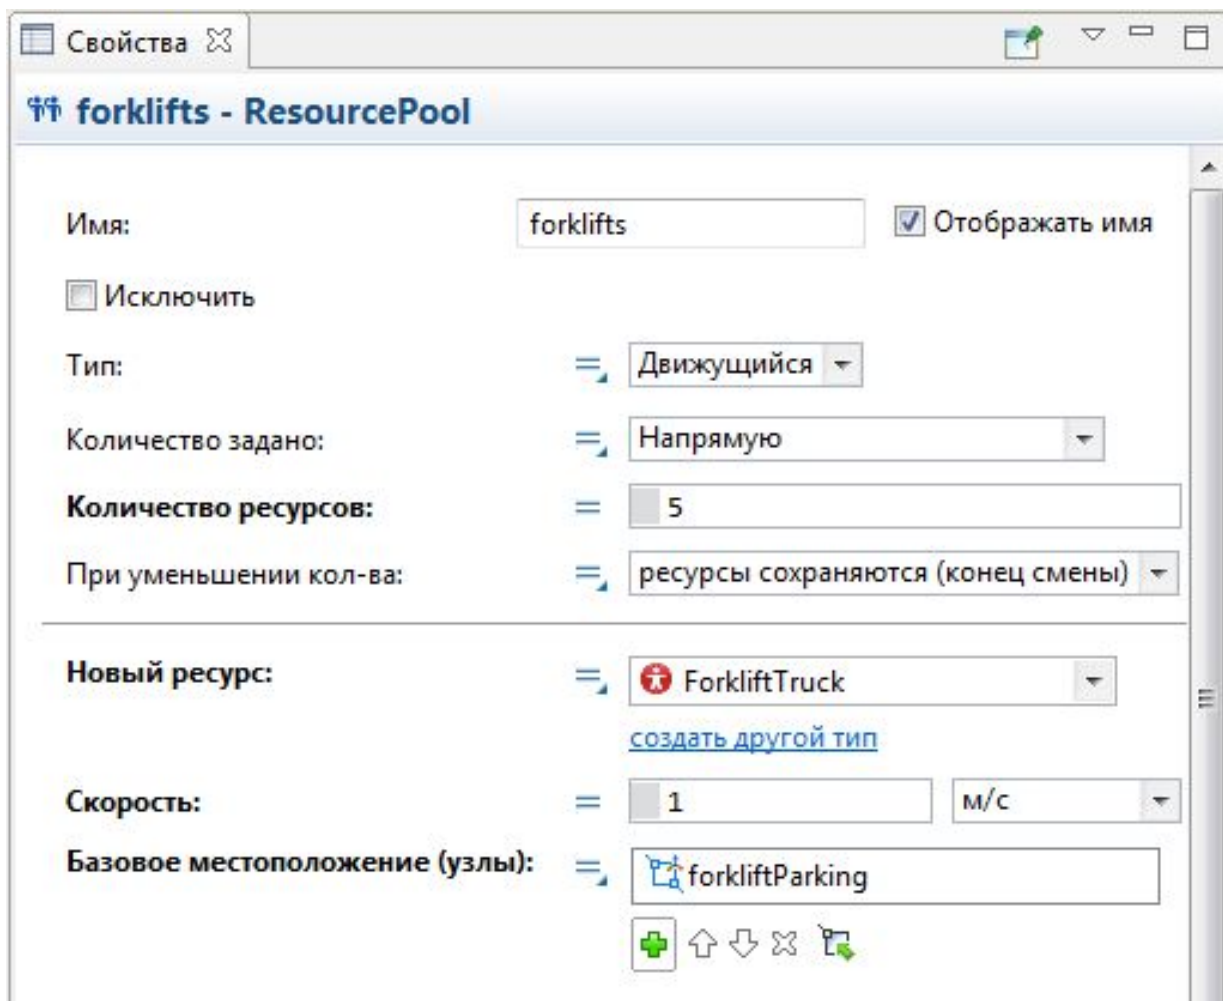 Свойства
forklifts - ResourcePool
Имя: forklifts Отображать имя
Исключить
Тип: Движущийся
Количество задано: Напрямую
Количество ресурсов: 5
При уменьшении кол-ва: ресурсы сохраняются (конец смены)
Новый ресурс: ForkliftTruck
создать другой тип
Скорость: 1 м/с
Базовое местоположение (узлы): forkliftParking